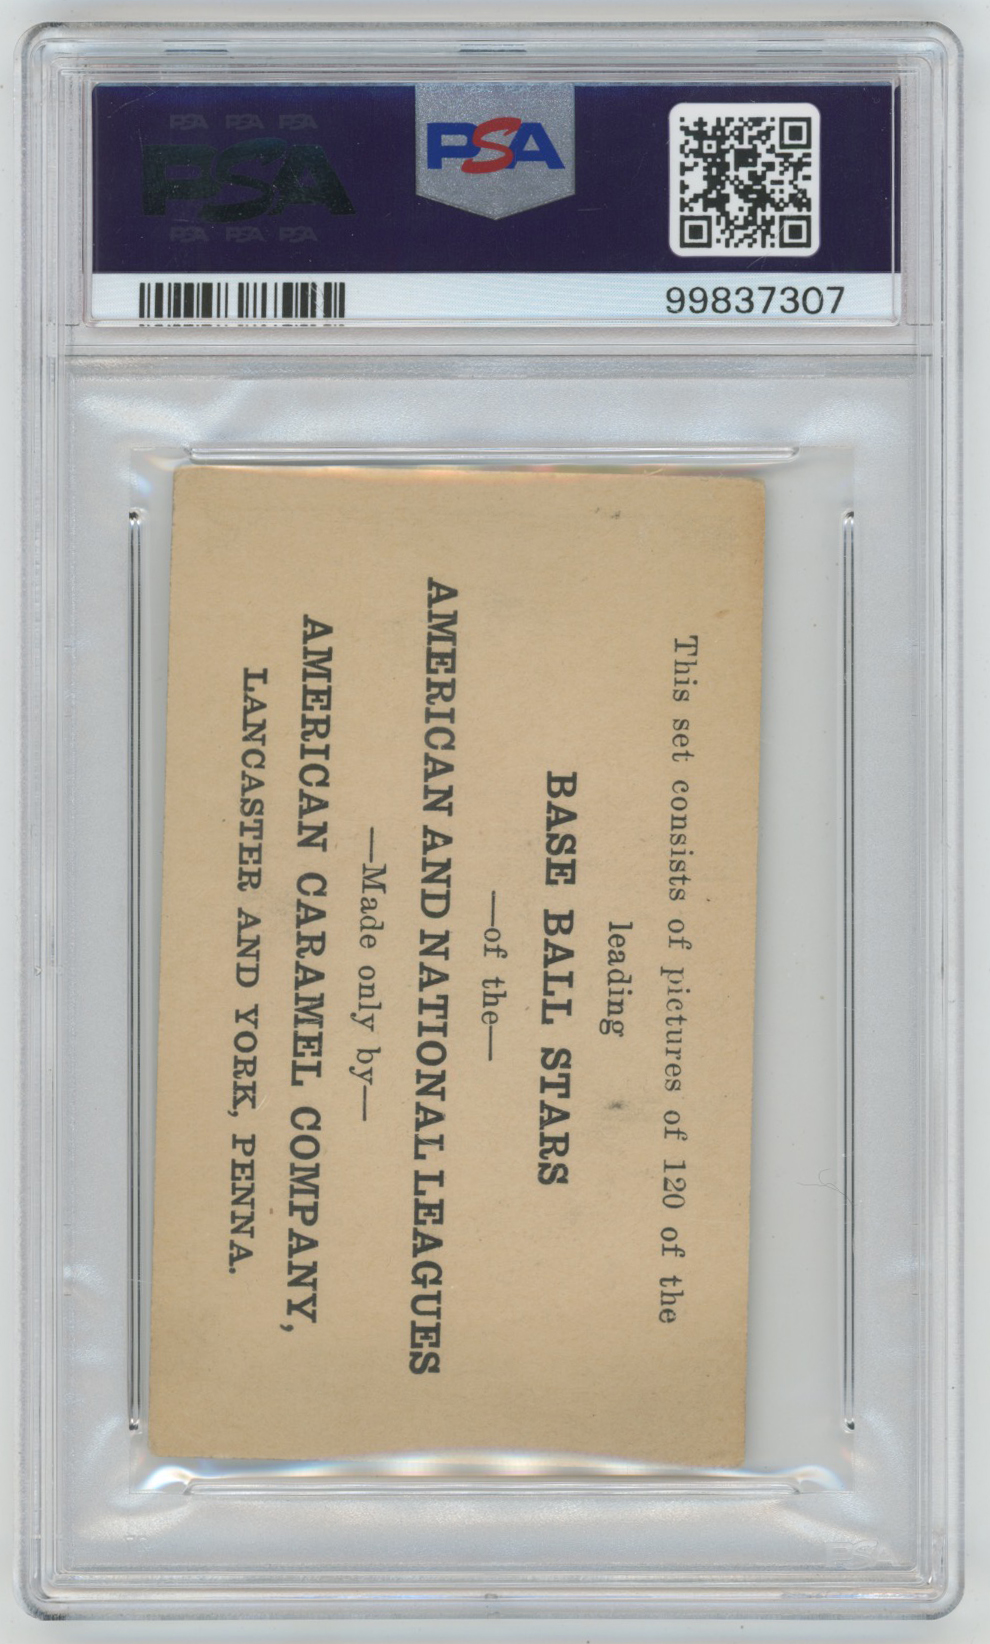 PSA PSA PSA
PSA
PSA PSA PSA
PSA
99837307
This set consists of pictures of 120 of the
leading
BASE BALL STARS
—of the—
AMERICAN AND NATIONAL LEAGUES
—Made only by—
AMERICAN CARAMEL COMPANY,
LANCASTER AND YORK, PENNA.